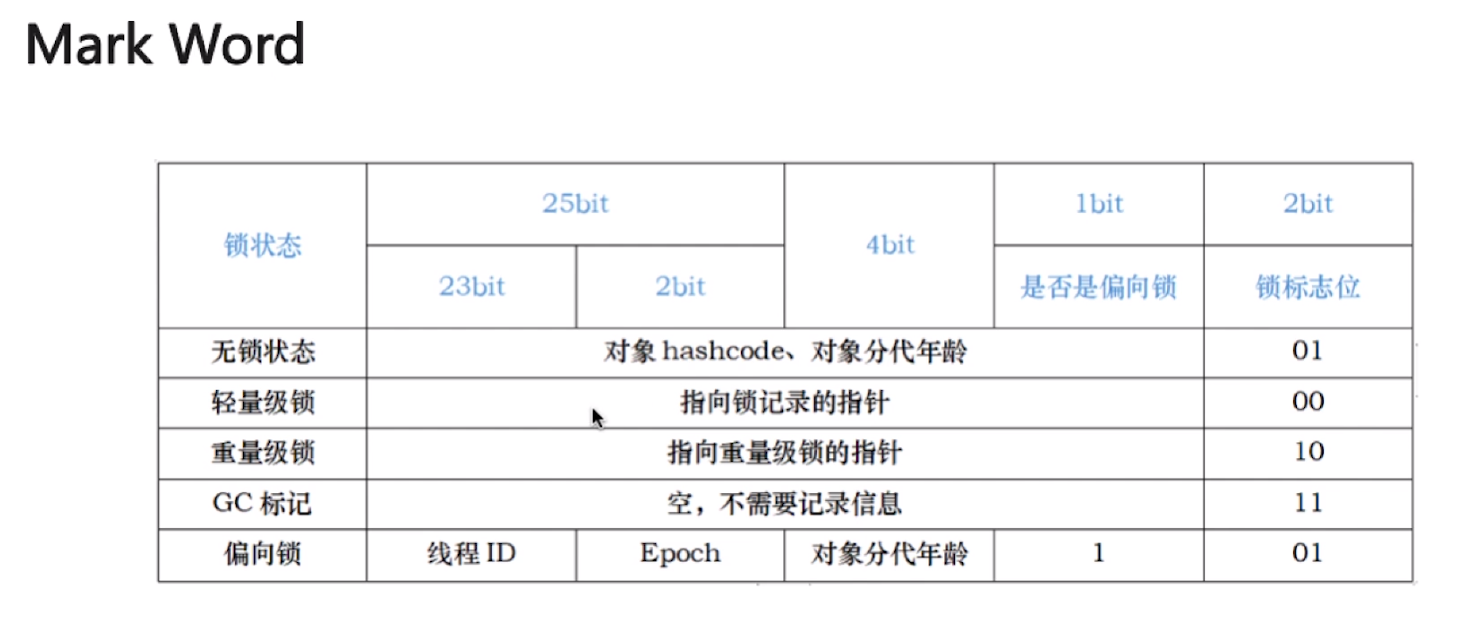 Mark Word
锁状态 25bit 4bit 1bit 2bit
23bit 2bit 是否是偏向锁 锁标志位
无锁状态 对象 hashcode、对象分代年龄 01
轻量级锁 指向锁记录的指针 00
重量级锁 指向重量级锁的指针 10
GC 标记 空，不需要记录信息 11
偏向锁 线程 ID Epoch 对象分代年龄 1 01